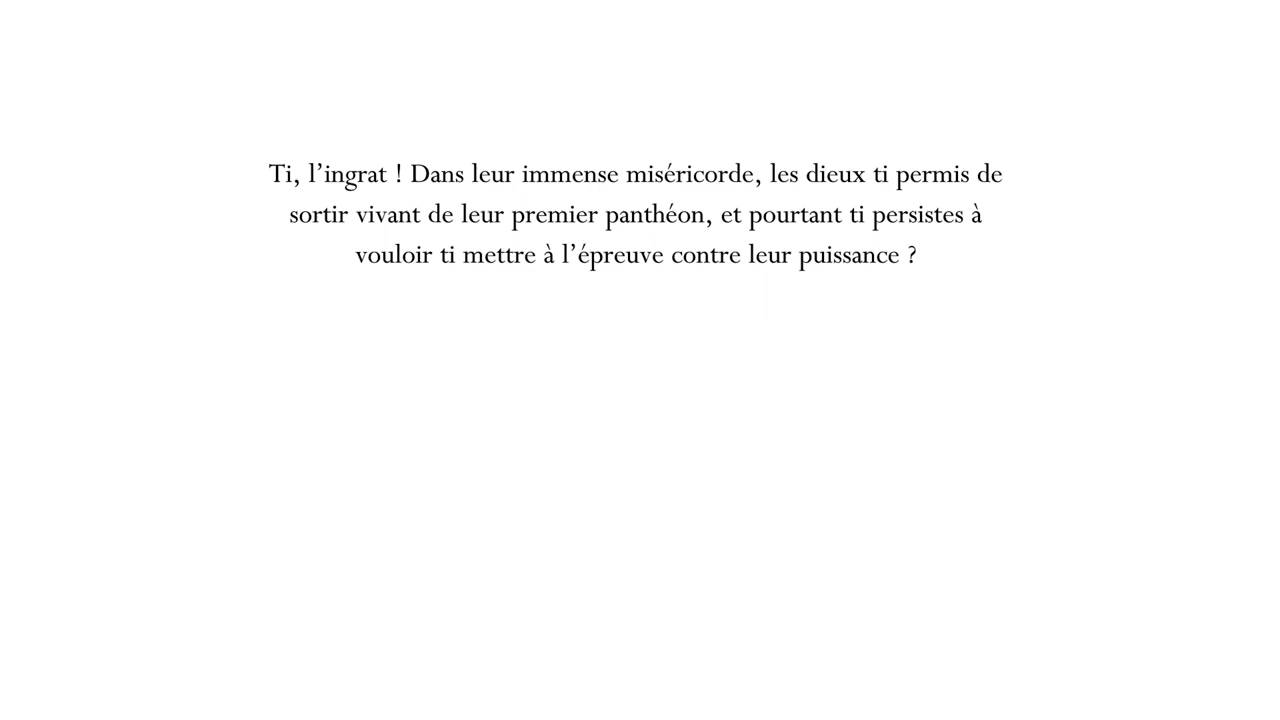 Ti, l’ingrat ! Dans leur immense miséricorde, les dieux ti permis de
sortir vivant de leur premier panthéon, et pourtant ti persistes à
vouloir ti mettre à l’épreuve contre leur puissance ?